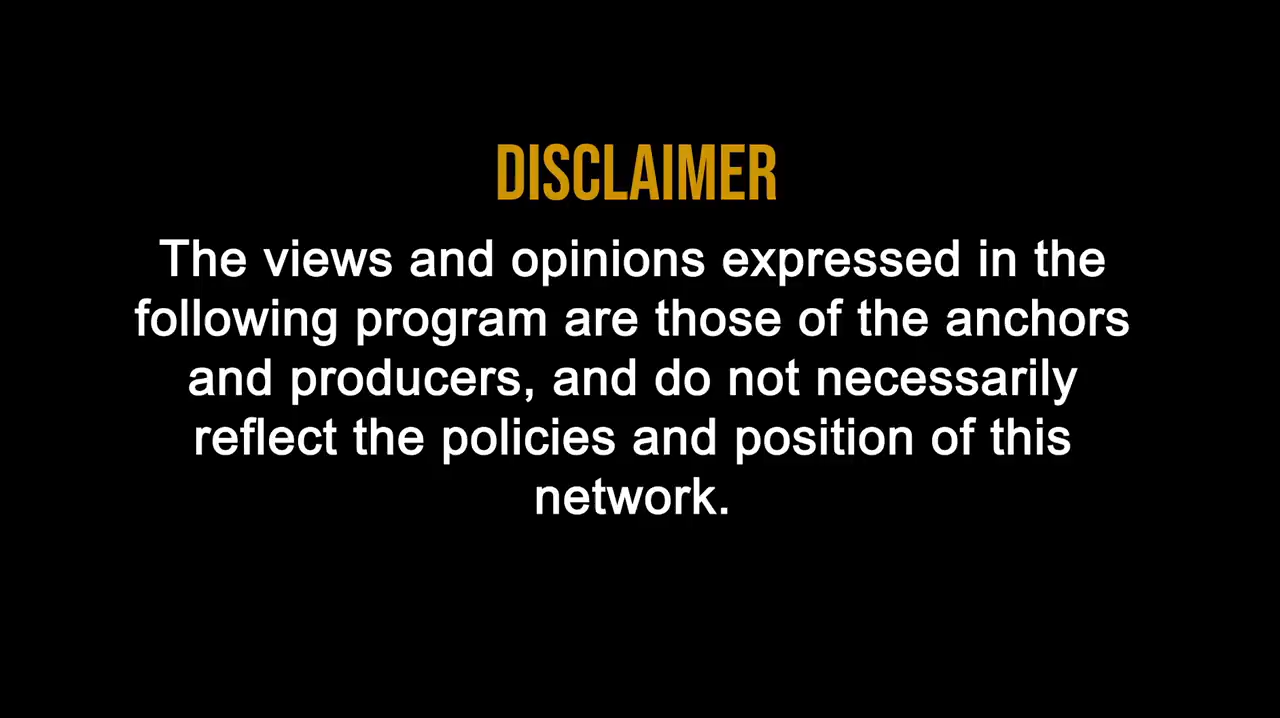 DISCLAIMER
The views and opinions expressed in the
following program are those of the anchors
and producers, and do not necessarily
reflect the policies and position of this
network.